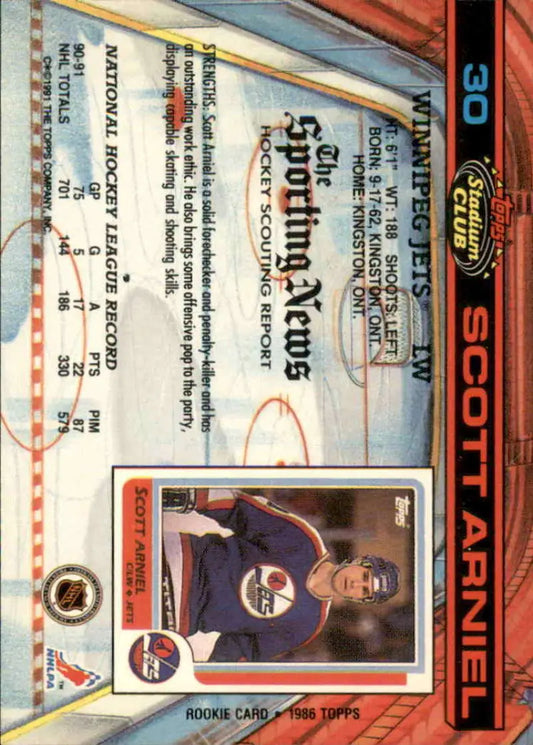 30
Topps
Stadium
CLUB
SCOTT ARNIEL
WINNIPEG JETS LW
HT: 6'1" WT: 188 SHOOTS: LEFT
BORN: 9-17-62, KINGSTON, ONT.
HOME: KINGSTON, ONT.
The
Sporting News
HOCKEY SCOUTING REPORT
STRENGTHS: Scott Arniel is a solid forechecker and penalty-killer and has
an outstanding work ethic. He also brings some offensive pop to the party,
displaying capable skating and shooting skills.
NATIONAL HOCKEY LEAGUE RECORD
GP G A PTS PIM
90-91 75 5 17 22 87
NHL TOTALS 701 144 186 330 579
CH©1991 THE TOPPS COMPANY, INC.
Topps
JETS
SCOTT ARNIEL
C/LW ◆ JETS
JETS
ROOKIE CARD ► 1986 TOPPS
NHL
NHLPA™